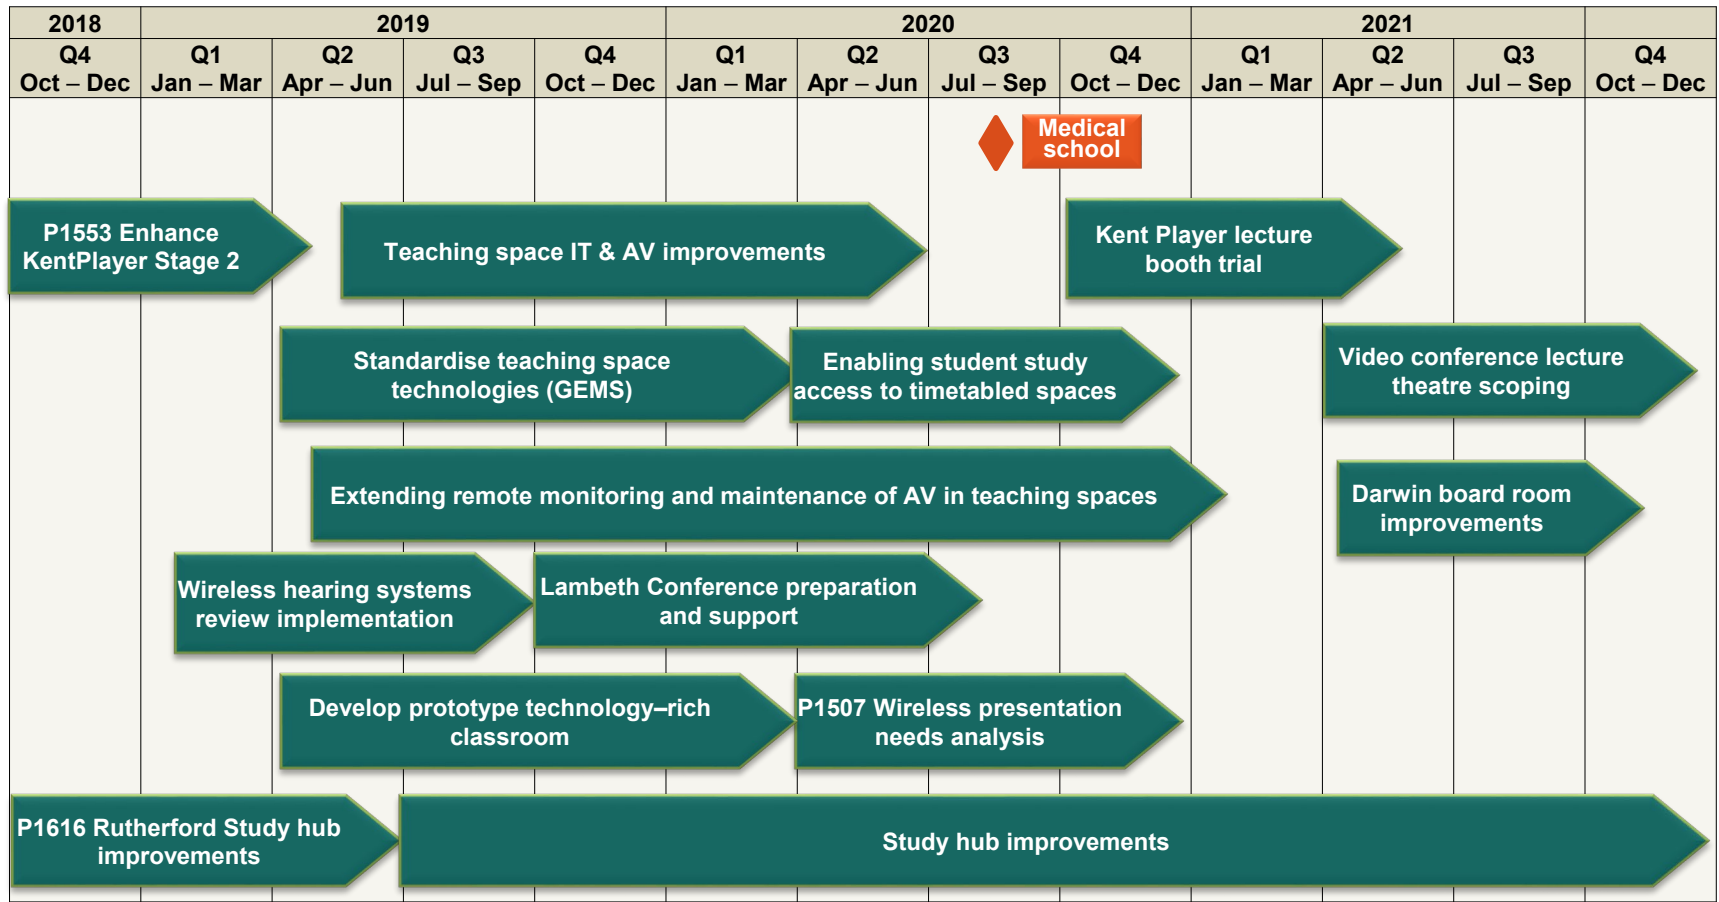 2018 2019 2020 2021
Q4 Q1 Q2 Q3 Q4 Q1 Q2 Q3 Q4 Q1 Q2 Q3 Q4
Oct – Dec Jan – Mar Apr – Jun Jul – Sep Oct – Dec Jan – Mar Apr – Jun Jul – Sep Oct – Dec Jan – Mar Apr – Jun Jul – Sep Oct – Dec
Medical
school
P1553 Enhance
KentPlayer Stage 2
Teaching space IT & AV improvements
Kent Player lecture
booth trial
Standardise teaching space
technologies (GEMS)
Enabling student study
access to timetabled spaces
Video conference lecture
theatre scoping
Extending remote monitoring and maintenance of AV in teaching spaces
Darwin board room
improvements
Wireless hearing systems
review implementation
Lambeth Conference preparation
and support
Develop prototype technology–rich
classroom
P1507 Wireless presentation
needs analysis
P1616 Rutherford Study hub
improvements
Study hub improvements